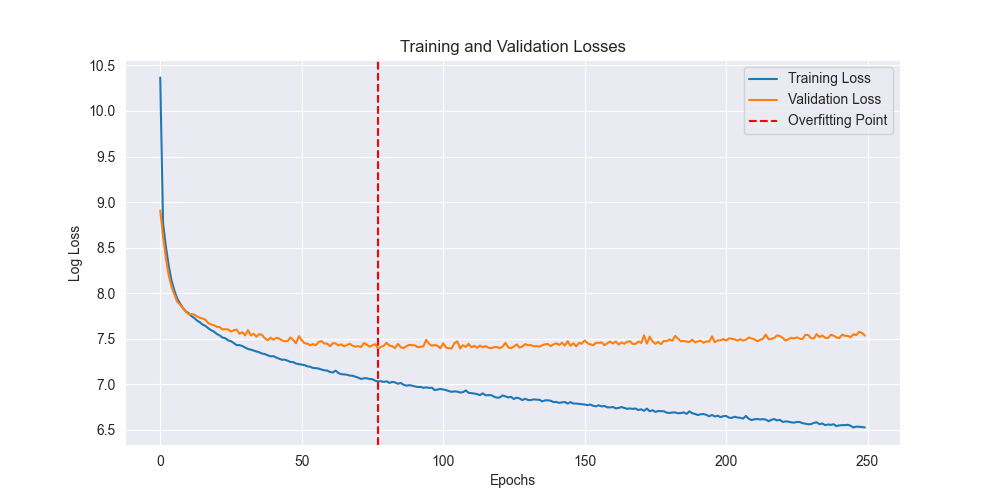 Training and Validation Losses
Training Loss
Validation Loss
Overfitting Point
Log Loss
10.5
10.0
9.5
9.0
8.5
8.0
7.5
7.0
6.5
0
50
100
150
200
250
Epochs